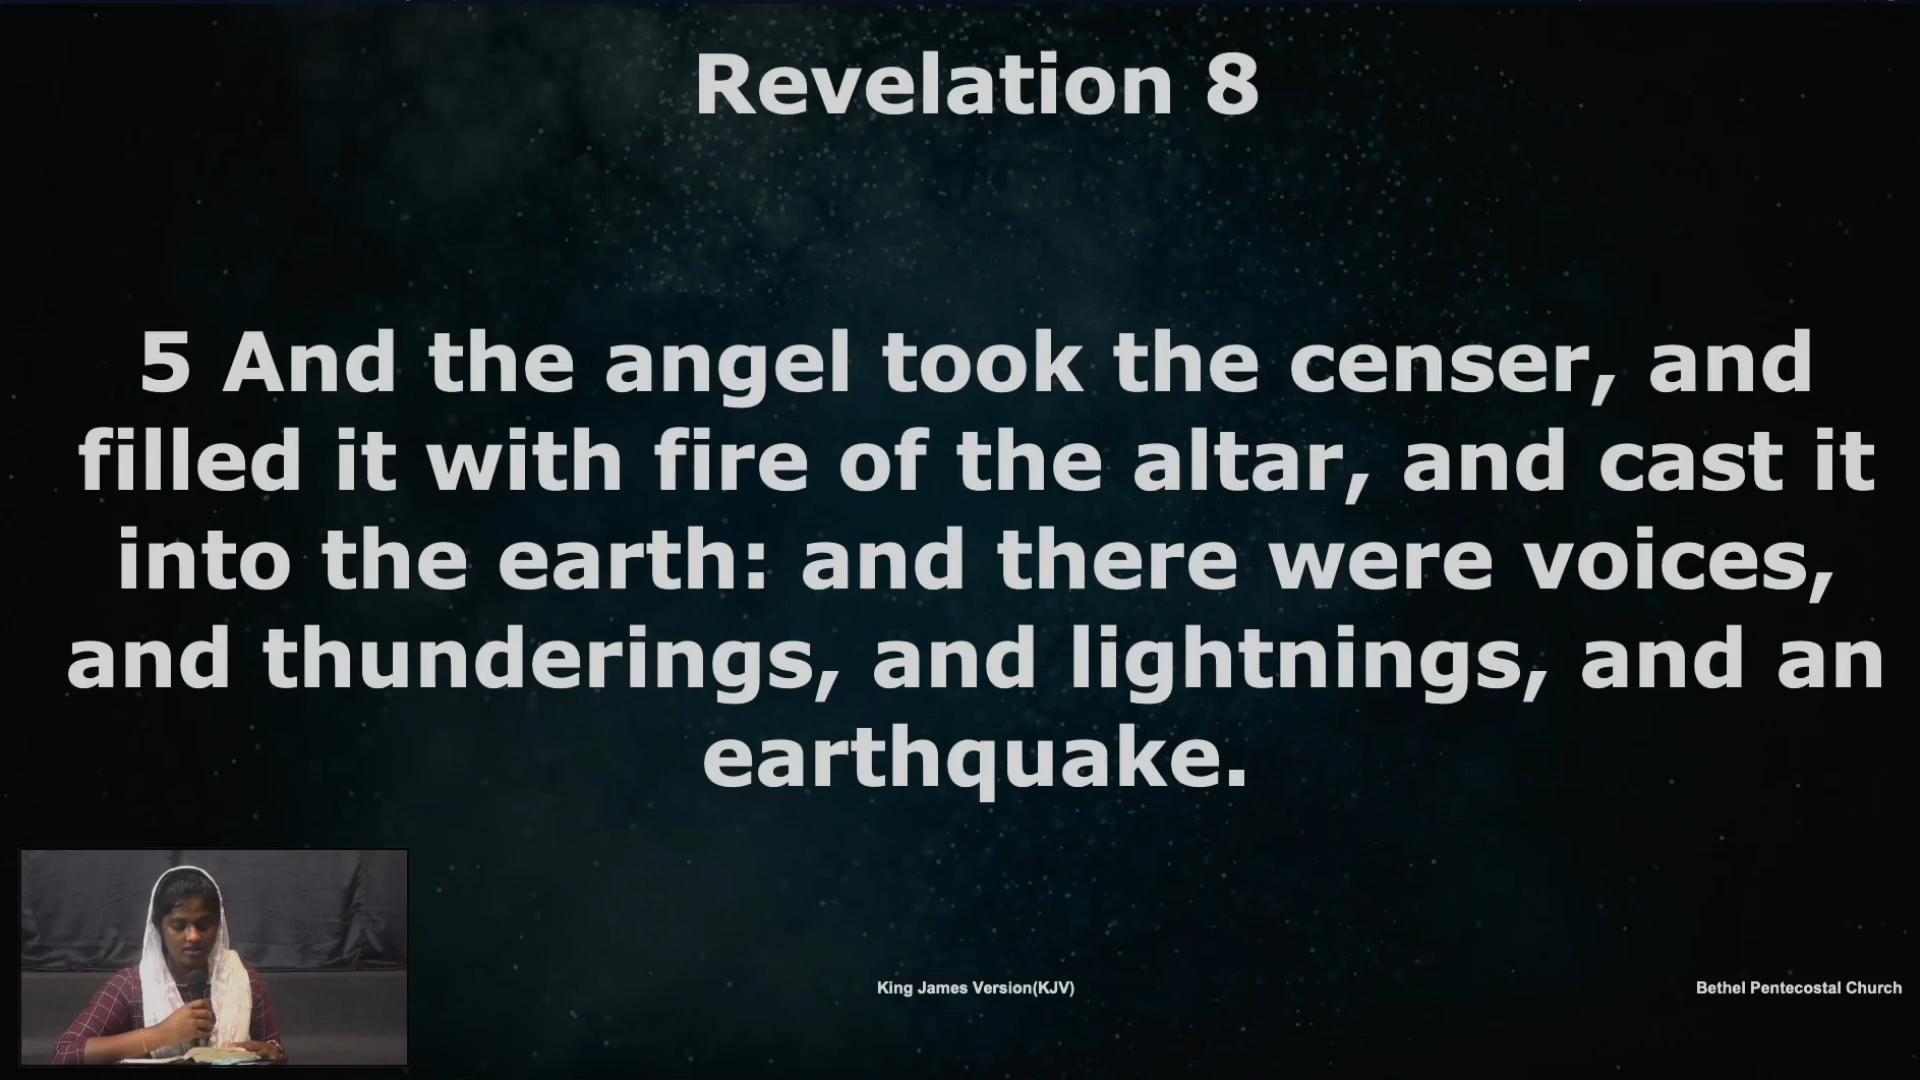 Revelation 8
5 And the angel took the censer, and
filled it with fire of the altar, and cast it
into the earth: and there were voices,
and thunderings, and lightnings, and an
earthquake.
King James Version(KJV)
Bethel Pentecostal Church